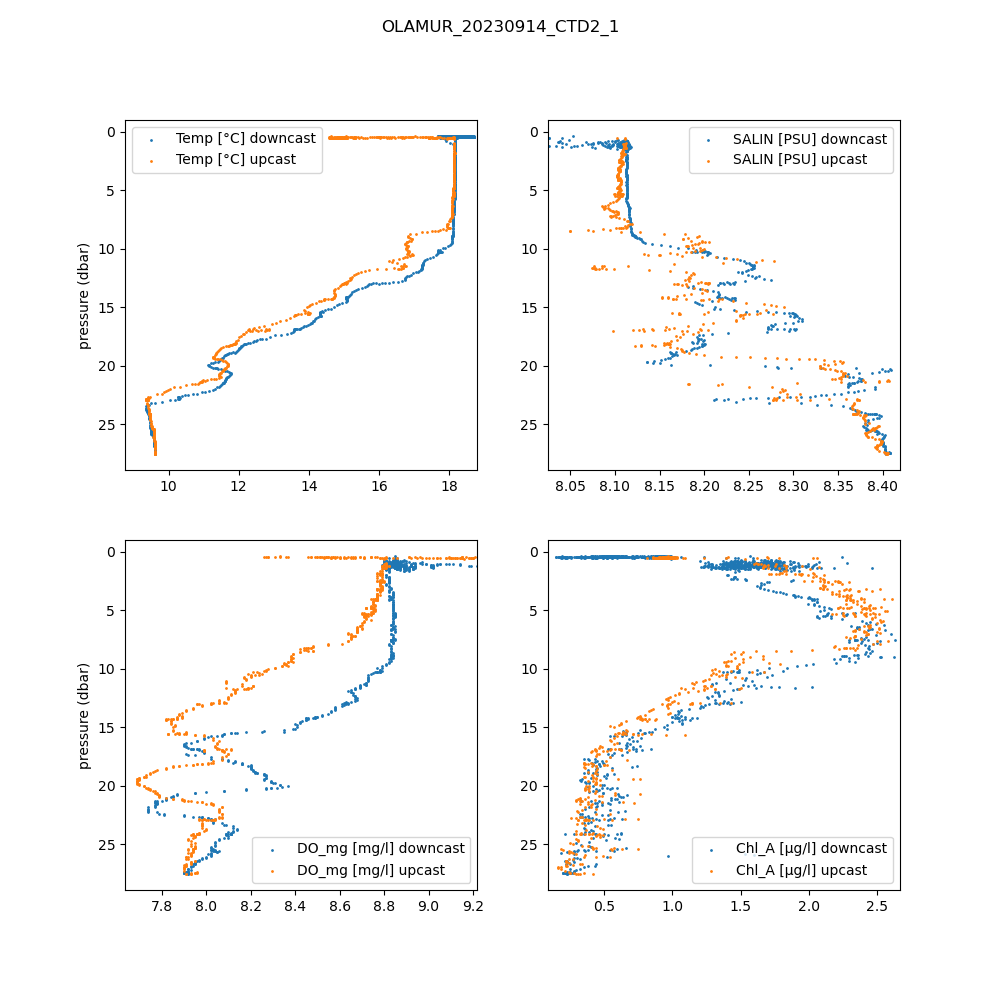 OLAMUR_20230914_CTD2_1
Temp [°C] downcast
Temp [°C] upcast
pressure (dbar)
0
5
10
15
20
25
10 12 14 16 18
SALIN [PSU] downcast
SALIN [PSU] upcast
0
5
10
15
20
25
8.05 8.10 8.15 8.20 8.25 8.30 8.35 8.40
pressure (dbar)
0
5
10
15
20
25
DO_mg [mg/l] downcast
DO_mg [mg/l] upcast
7.8 8.0 8.2 8.4 8.6 8.8 9.0 9.2
0
5
10
15
20
25
Chl_A [µg/l] downcast
Chl_A [µg/l] upcast
0.5 1.0 1.5 2.0 2.5